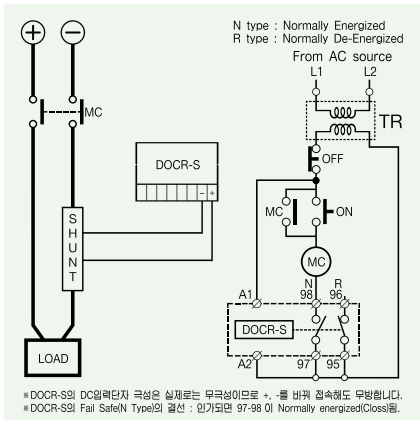 N type : Normally Energized
R type : Normally De-Energized
From AC source
L1 L2
+ −
MC
TR
OFF
DOCR-S
− +
MC ON
SHUNT
MC
N R
A1 98 96
DOCR-S
LOAD
A2 97 95
※DOCR-S의 DC입력단자 극성은 실제로는 무극성이므로 +, -를 바꿔 접속해도 무방합니다.
※DOCR-S의 Fail Safe(N Type)의 결선 : 인가되면 97-98 이 Normally energized(Closs)됨.